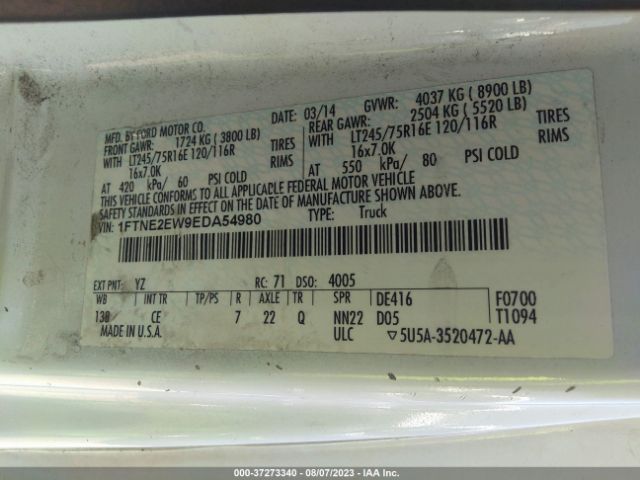 MFD. BY FORD MOTOR CO. DATE: 03/14 GVWR: 4037 KG ( 8900 LB)
FRONT GAWR: 1724 KG ( 3800 LB) REAR GAWR: 2504 KG ( 5520 LB)
WITH LT245/75R16E 120/116R TIRES WITH LT245/75R16E 120/116R TIRES
16x7.0K RIMS 16x7.0K RIMS
AT 420 kPa/ 60 PSI COLD AT 550 kPa/ 80 PSI COLD
THIS VEHICLE CONFORMS TO ALL APPLICABLE FEDERAL MOTOR VEHICLE
SAFETY STANDARDS IN EFFECT ON THE DATE OF MANUFACTURE SHOWN ABOVE.
VIN: 1FTNE2EW9EDA54980 TYPE: Truck
EXT PNT: YZ RC: 71 DSO: 4005
WB INT TR TP/PS R AXLE TR SPR DE416 F0700
138 CE 7 22 Q NN22 D05 T1094
MADE IN U.S.A. ULC ▽5U5A-3520472-AA
000-37273340 - 08/07/2023 - IAA Inc.